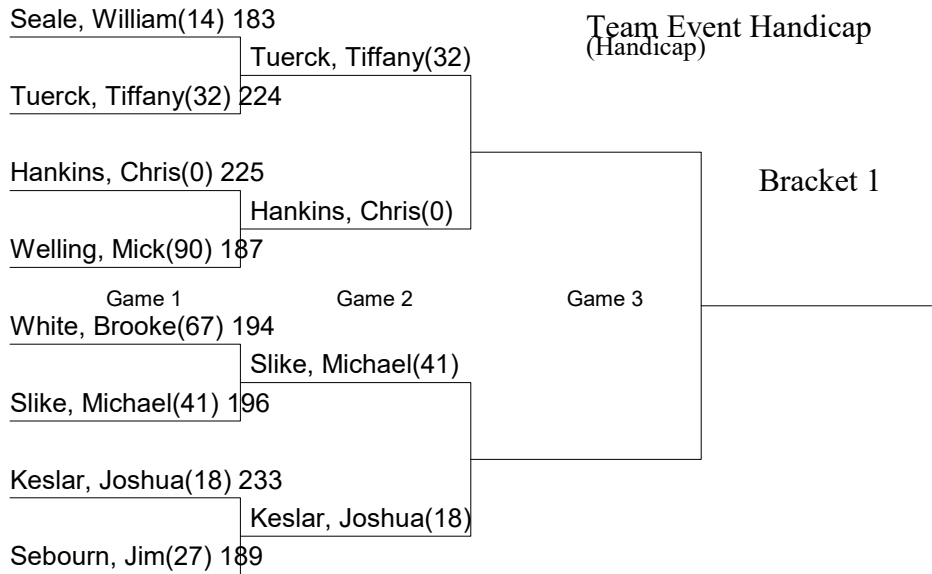 Seale, William(14) 183
Team Event Handicap
(Handicap)
Tuerck, Tiffany(32)
Tuerck, Tiffany(32) 224
Hankins, Chris(0) 225
Bracket 1
Hankins, Chris(0)
Welling, Mick(90) 187
Game 1 Game 2 Game 3
White, Brooke(67) 194
Slike, Michael(41)
Slike, Michael(41) 196
Keslar, Joshua(18) 233
Keslar, Joshua(18)
Sebourn, Jim(27) 189